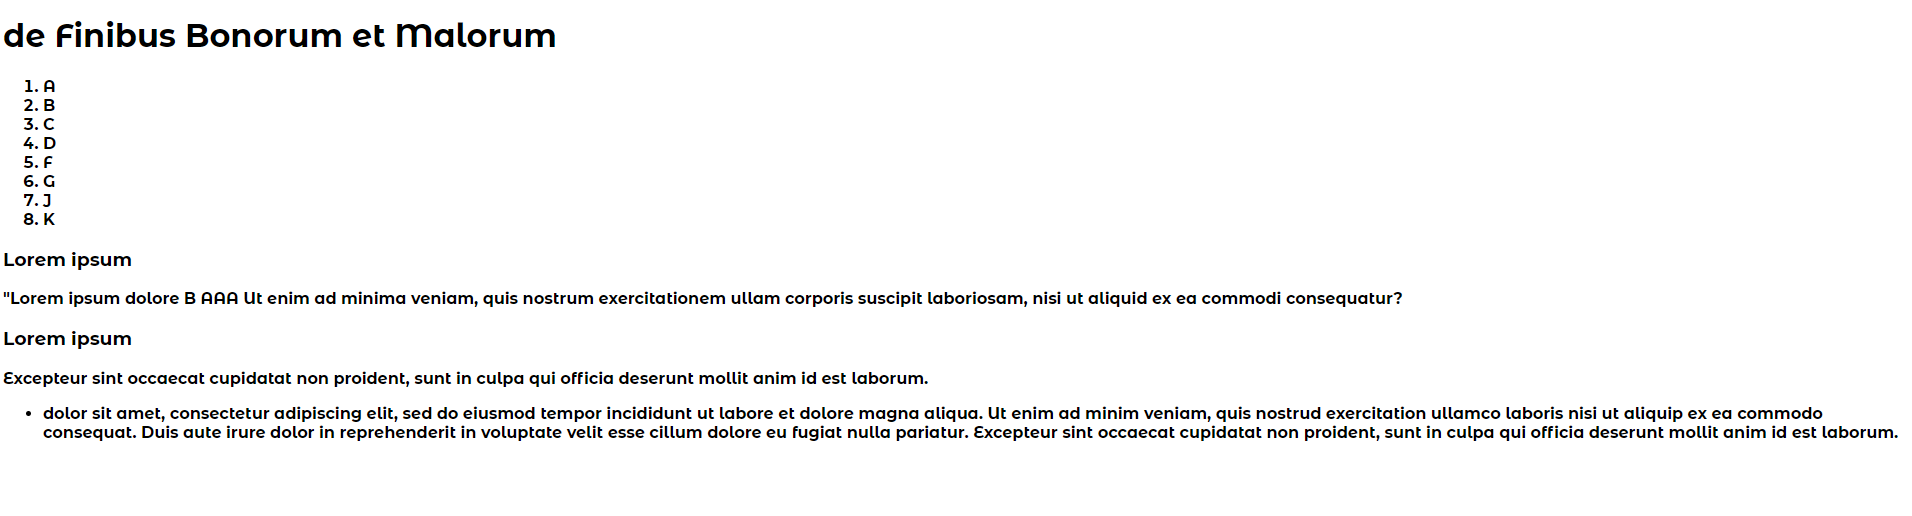 de Finibus Bonorum et Malorum
1. A
2. B
3. C
4. D
5. F
6. G
7. J
8. K
Lorem ipsum
"Lorem ipsum dolore B AAA Ut enim ad minima veniam, quis nostrum exercitationem ullam corporis suscipit laboriosam, nisi ut aliquid ex ea commodi consequatur?
Lorem ipsum
Excepteur sint occaecat cupidatat non proident, sunt in culpa qui officia deserunt mollit anim id est laborum.
• dolor sit amet, consectetur adipiscing elit, sed do eiusmod tempor incididunt ut labore et dolore magna aliqua. Ut enim ad minim veniam, quis nostrud exercitation ullamco laboris nisi ut aliquip ex ea commodo
consequat. Duis aute irure dolor in reprehenderit in voluptate velit esse cillum dolore eu fugiat nulla pariatur. Excepteur sint occaecat cupidatat non proident, sunt in culpa qui officia deserunt mollit anim id est laborum.